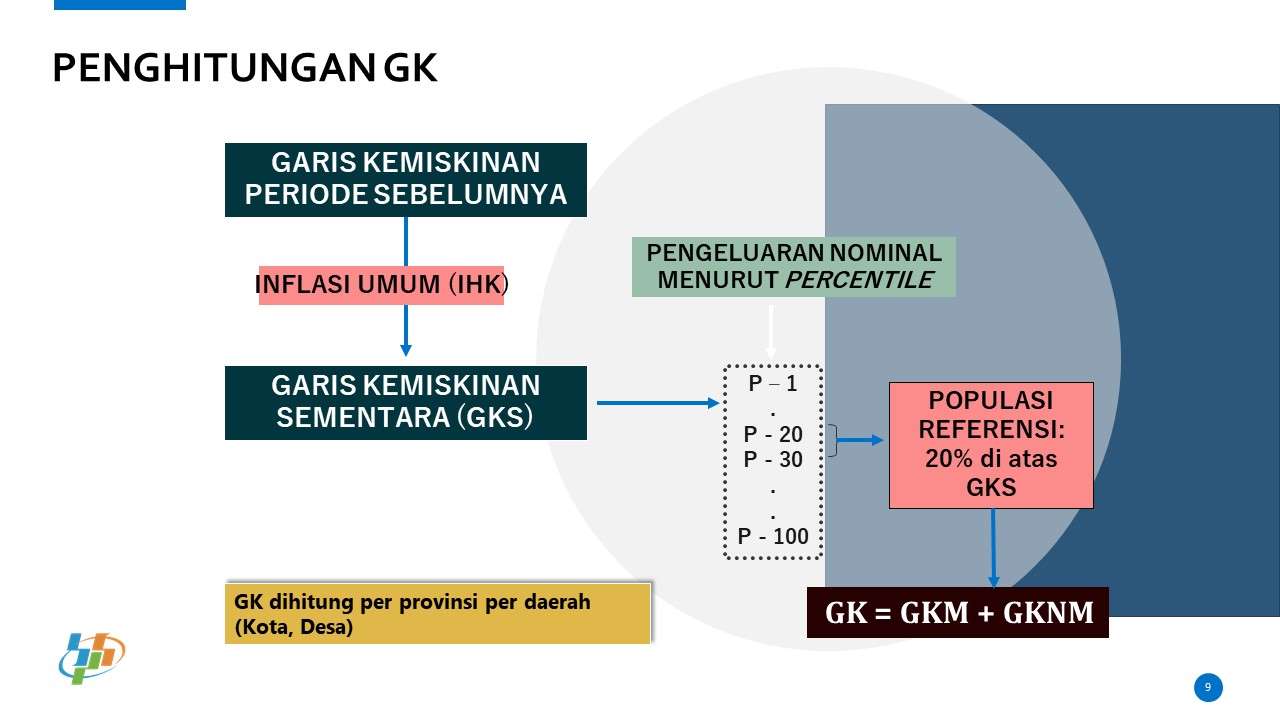 PENGHITUNGAN GK
GARIS KEMISKINAN
PERIODE SEBELUMNYA
INFLASI UMUM (IHK)
GARIS KEMISKINAN
SEMENTARA (GKS)
PENGELUARAN NOMINAL
MENURUT PERCENTILE
P – 1
.
P - 20
P - 30
.
.
P - 100
POPULASI
REFERENSI:
20% di atas
GKS
GK = GKM + GKNM
GK dihitung per provinsi per daerah
(Kota, Desa)
9